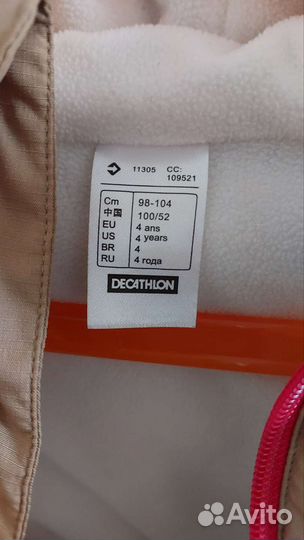 11305 CC:
109521
Cm 98-104
中国 100/52
EU 4 ans
US 4 years
BR 4
RU 4 года
DECATHLON
Avito